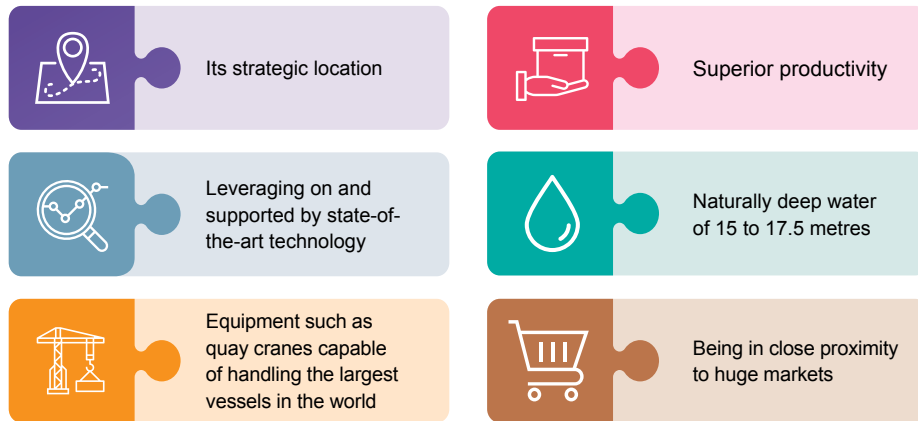 Its strategic location
Superior productivity
Leveraging on and
supported by state-of-
the-art technology
Naturally deep water
of 15 to 17.5 metres
Equipment such as
quay cranes capable
of handling the largest
vessels in the world
Being in close proximity
to huge markets